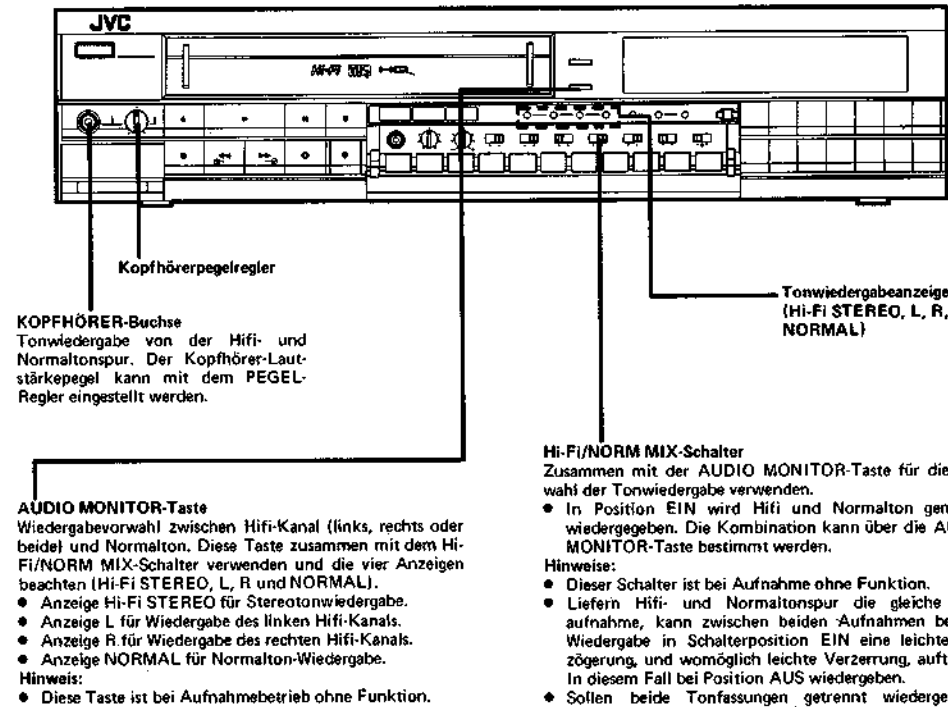 JVC
Hi-Fi VHS HQ
Kopfhörerpegelregler
KOPFHÖRER-Buchse
Tonwiedergabe von der Hifi- und
Normaltonspur. Der Kopfhörer-Laut-
stärkepegel kann mit dem PEGEL-
Regler eingestellt werden.
Tonwiedergabeanzeige
(Hi-Fi STEREO, L, R,
NORMAL)
AUDIO MONITOR-Taste
Wiedergabevorwahl zwischen Hifi-Kanal (links, rechts oder
beide) und Normalton. Diese Taste zusammen mit dem Hi-
Fi/NORM MIX-Schalter verwenden und die vier Anzeigen
beachten (Hi-Fi STEREO, L, R und NORMAL).
● Anzeige Hi-Fi STEREO für Stereotonwiedergabe.
● Anzeige L für Wiedergabe des linken Hifi-Kanals.
● Anzeige R für Wiedergabe des rechten Hifi-Kanals.
● Anzeige NORMAL für Normalton-Wiedergabe.
Hinweis:
● Diese Taste ist bei Aufnahmebetrieb ohne Funktion.
Hi-Fi/NORM MIX-Schalter
Zusammen mit der AUDIO MONITOR-Taste für die
wahl der Tonwiedergabe verwenden.
● In Position EIN wird Hifi und Normalton gem
wiedergegeben. Die Kombination kann über die AU
MONITOR-Taste bestimmt werden.
Hinweise:
● Dieser Schalter ist bei Aufnahme ohne Funktion.
● Liefern Hifi- und Normaltonspur die gleiche
aufnahme, kann zwischen beiden Aufnahmen be
Wiedergabe in Schalterposition EIN eine leichte
zögerung, und womöglich leichte Verzerrung, auft
In diesem Fall bei Position AUS wiedergeben.
● Sollen beide Tonfassungen getrennt wiederge